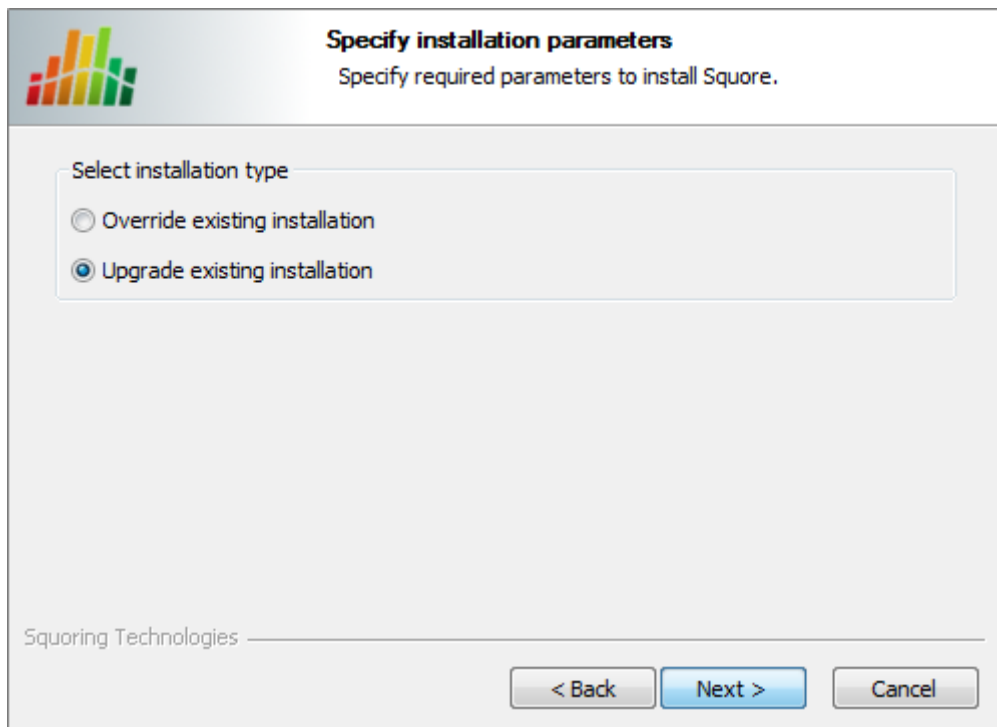 Specify installation parameters
Specify required parameters to install Squore.
Select installation type
Override existing installation
Upgrade existing installation
Squoring Technologies
< Back Next > Cancel